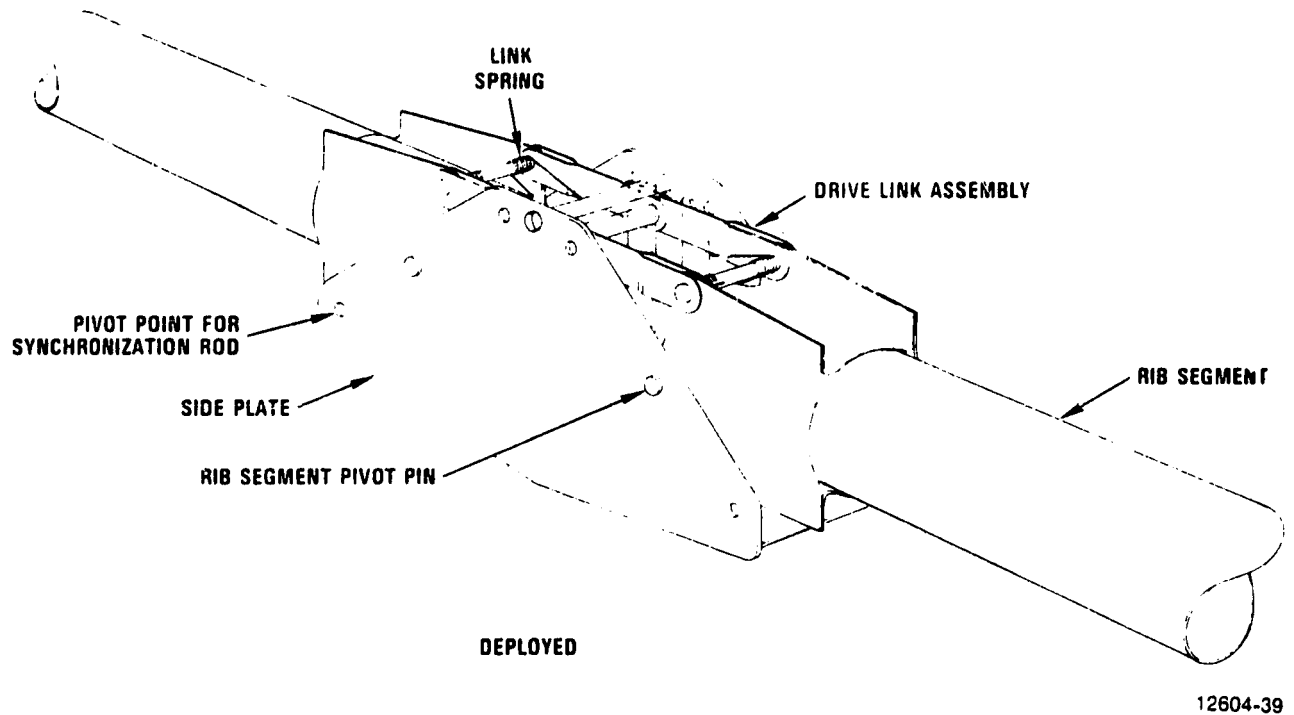 LINK
SPRING
DRIVE LINK ASSEMBLY
PIVOT POINT FOR
SYNCHRONIZATION ROD
RIB SEGMENT
SIDE PLATE
RIB SEGMENT PIVOT PIN
DEPLOYED
12604-39